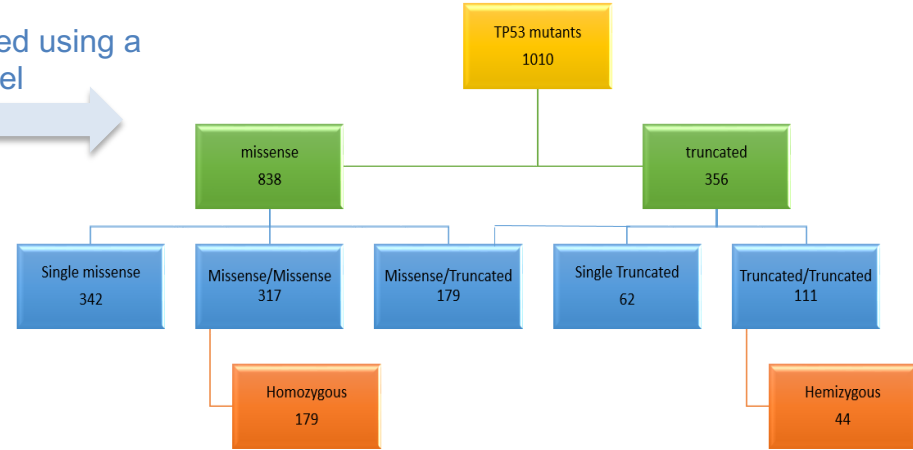 ed using a
el
TP53 mutants
1010
missense
838
truncated
356
Single missense
342
Missense/Missense
317
Missense/Truncated
179
Single Truncated
62
Truncated/Truncated
111
Homozygous
179
Hemizygous
44